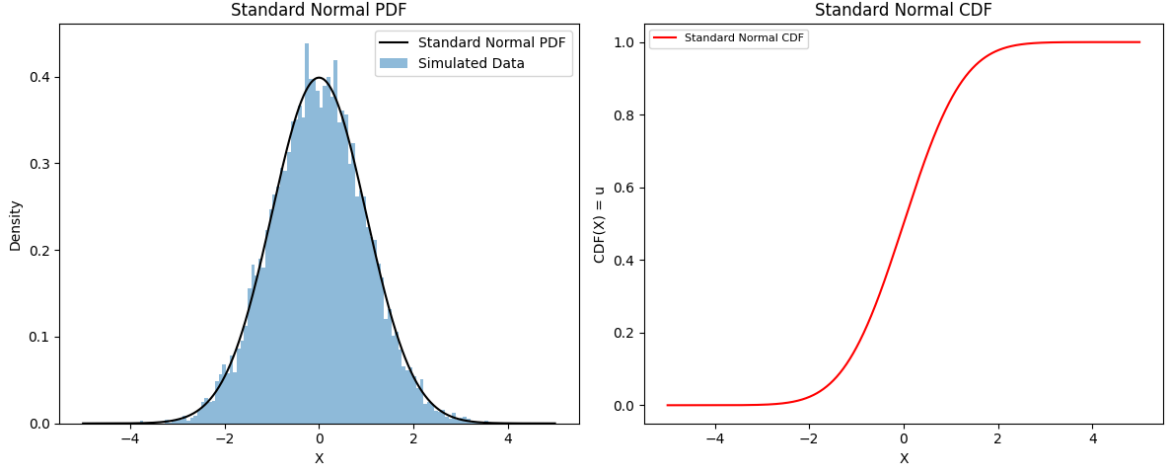 Standard Normal PDF
Standard Normal PDF
Simulated Data
Density
0.4
0.3
0.2
0.1
0.0
−4
−2
0
2
4
X
Standard Normal CDF
Standard Normal CDF
CDF(X) = u
1.0
0.8
0.6
0.4
0.2
0.0
−4
−2
0
2
4
X